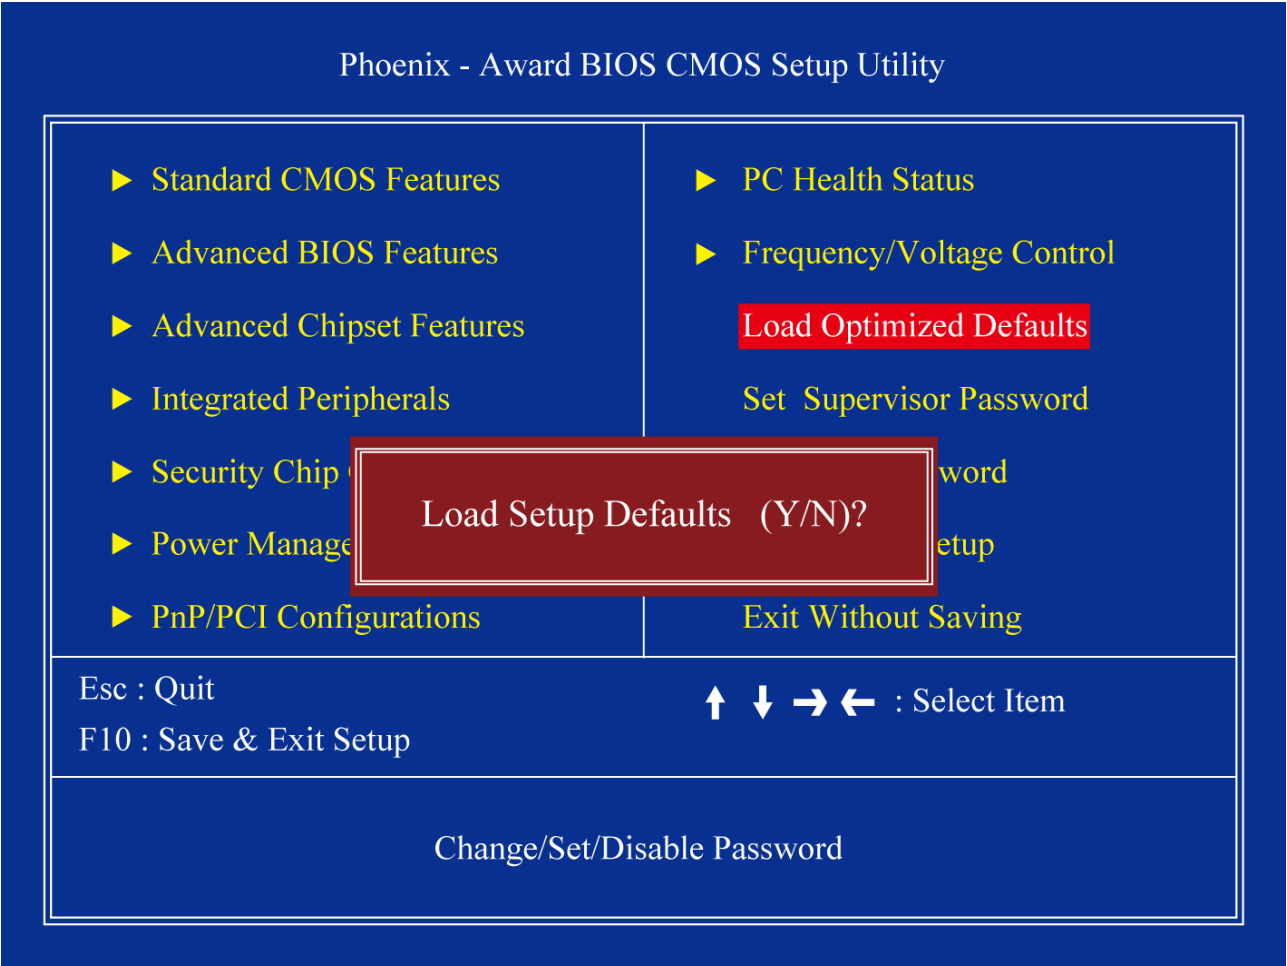 Phoenix - Award BIOS CMOS Setup Utility
Standard CMOS Features
Advanced BIOS Features
Advanced Chipset Features
Integrated Peripherals
Security Chip
Power Manage
PnP/PCI Configurations
PC Health Status
Frequency/Voltage Control
Load Optimized Defaults
Set Supervisor Password
word
etup
Exit Without Saving
Load Setup Defaults (Y/N)?
Esc : Quit
F10 : Save & Exit Setup
: Select Item
Change/Set/Disable Password